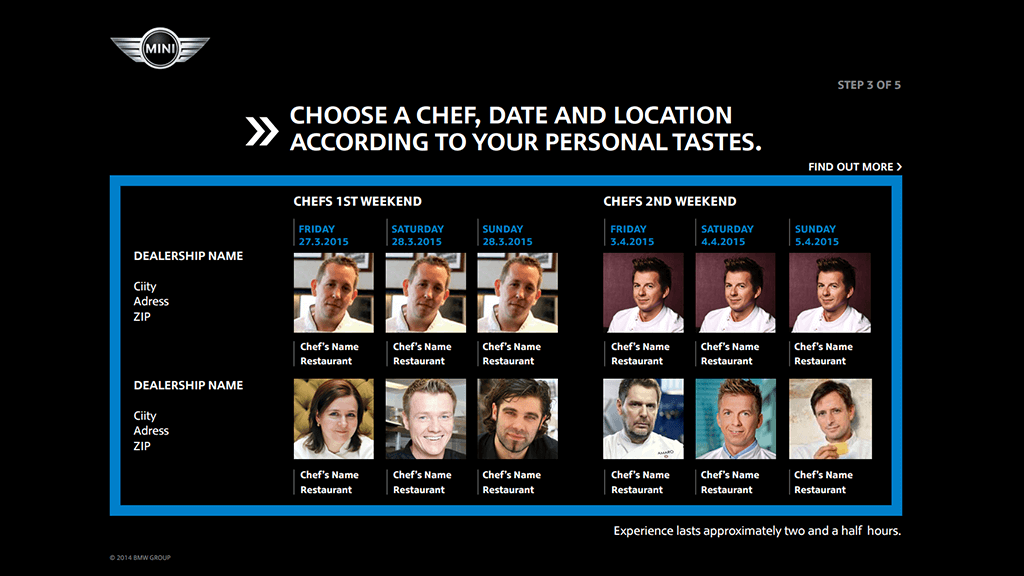 MINI
STEP 3 OF 5
CHOOSE A CHEF, DATE AND LOCATION
ACCORDING TO YOUR PERSONAL TASTES.
FIND OUT MORE >
CHEFS 1ST WEEKEND
CHEFS 2ND WEEKEND
FRIDAY
27.3.2015
SATURDAY
28.3.2015
SUNDAY
28.3.2015
FRIDAY
3.4.2015
SATURDAY
4.4.2015
SUNDAY
5.4.2015
DEALERSHIP NAME
Ciity
Adress
ZIP
Chef's Name
Restaurant
Chef's Name
Restaurant
Chef's Name
Restaurant
Chef's Name
Restaurant
Chef's Name
Restaurant
Chef's Name
Restaurant
DEALERSHIP NAME
Ciity
Adress
ZIP
Chef's Name
Restaurant
Chef's Name
Restaurant
Chef's Name
Restaurant
Chef's Name
Restaurant
Chef's Name
Restaurant
Chef's Name
Restaurant
Experience lasts approximately two and a half hours.
© 2014 BMW GROUP